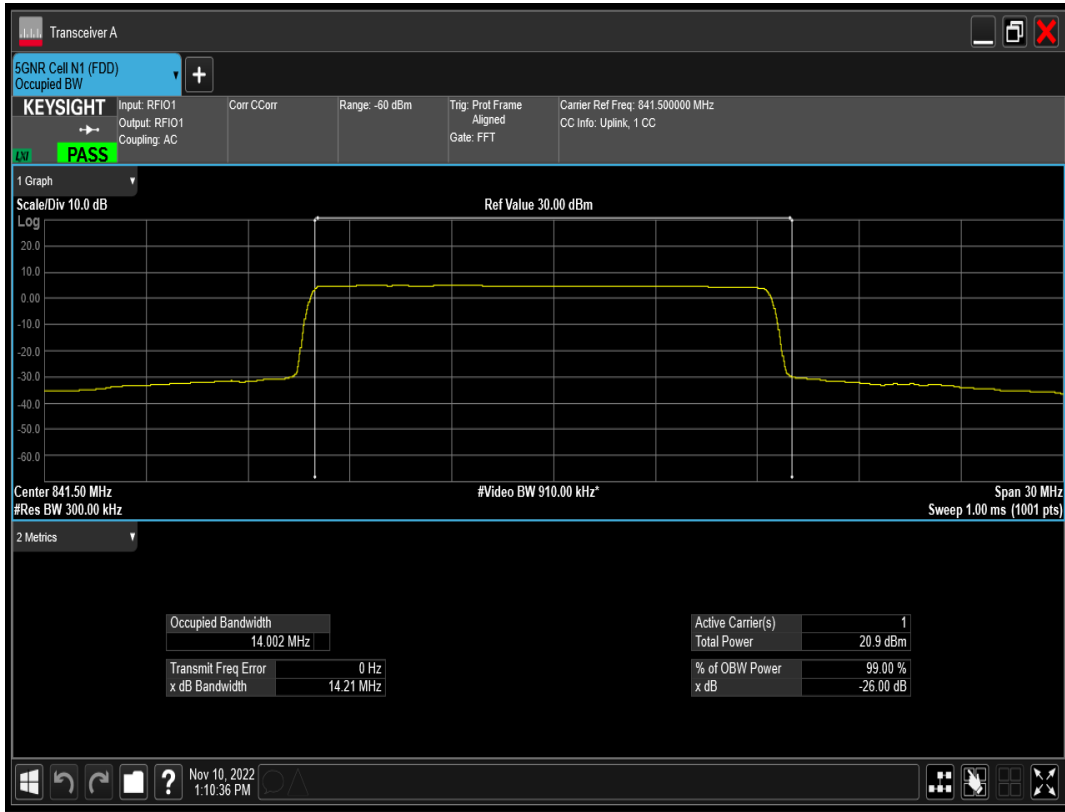 Transceiver A
5GNR Cell N1 (FDD)
Occupied BW
+
KEYSIGHT
LXI
PASS
Input: RFIO1
Output: RFIO1
Coupling: AC
Corr CCorr
Range: -60 dBm
Trig: Prot Frame
Aligned
Gate: FFT
Carrier Ref Freq: 841.500000 MHz
CC Info: Uplink, 1 CC
1 Graph
Scale/Div 10.0 dB
Ref Value 30.00 dBm
Log
20.0
10.0
0.00
-10.0
-20.0
-30.0
-40.0
-50.0
-60.0
Center 841.50 MHz
#Video BW 910.00 kHz*
Span 30 MHz
#Res BW 300.00 kHz
Sweep 1.00 ms (1001 pts)
2 Metrics
Occupied Bandwidth
14.002 MHz
Transmit Freq Error 0 Hz
x dB Bandwidth 14.21 MHz
Active Carrier(s) 1
Total Power 20.9 dBm
% of OBW Power 99.00 %
x dB -26.00 dB
?
Nov 10, 2022
1:10:36 PM